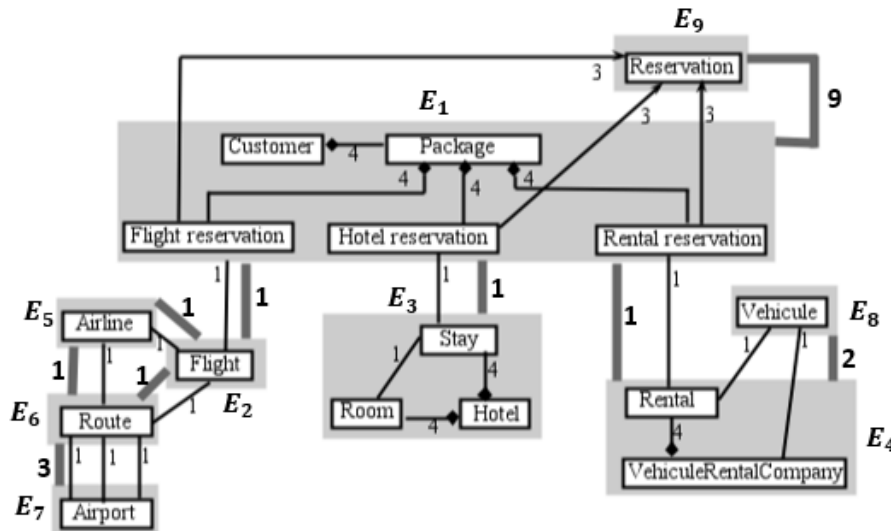 E9
Reservation
3
3
3
9
E1
Customer
4
Package
4
4
4
Flight reservation
Hotel reservation
Rental reservation
1
1
1
1
1
1
E5
Airline
1
1
Flight
E2
1
1
1
1
E6
Route
3
1
1
1
E7
Airport
E3
Stay
1
4
Room
4
Hotel
Vehicule
E8
1
1
2
Rental
4
E4
VehiculeRentalCompany